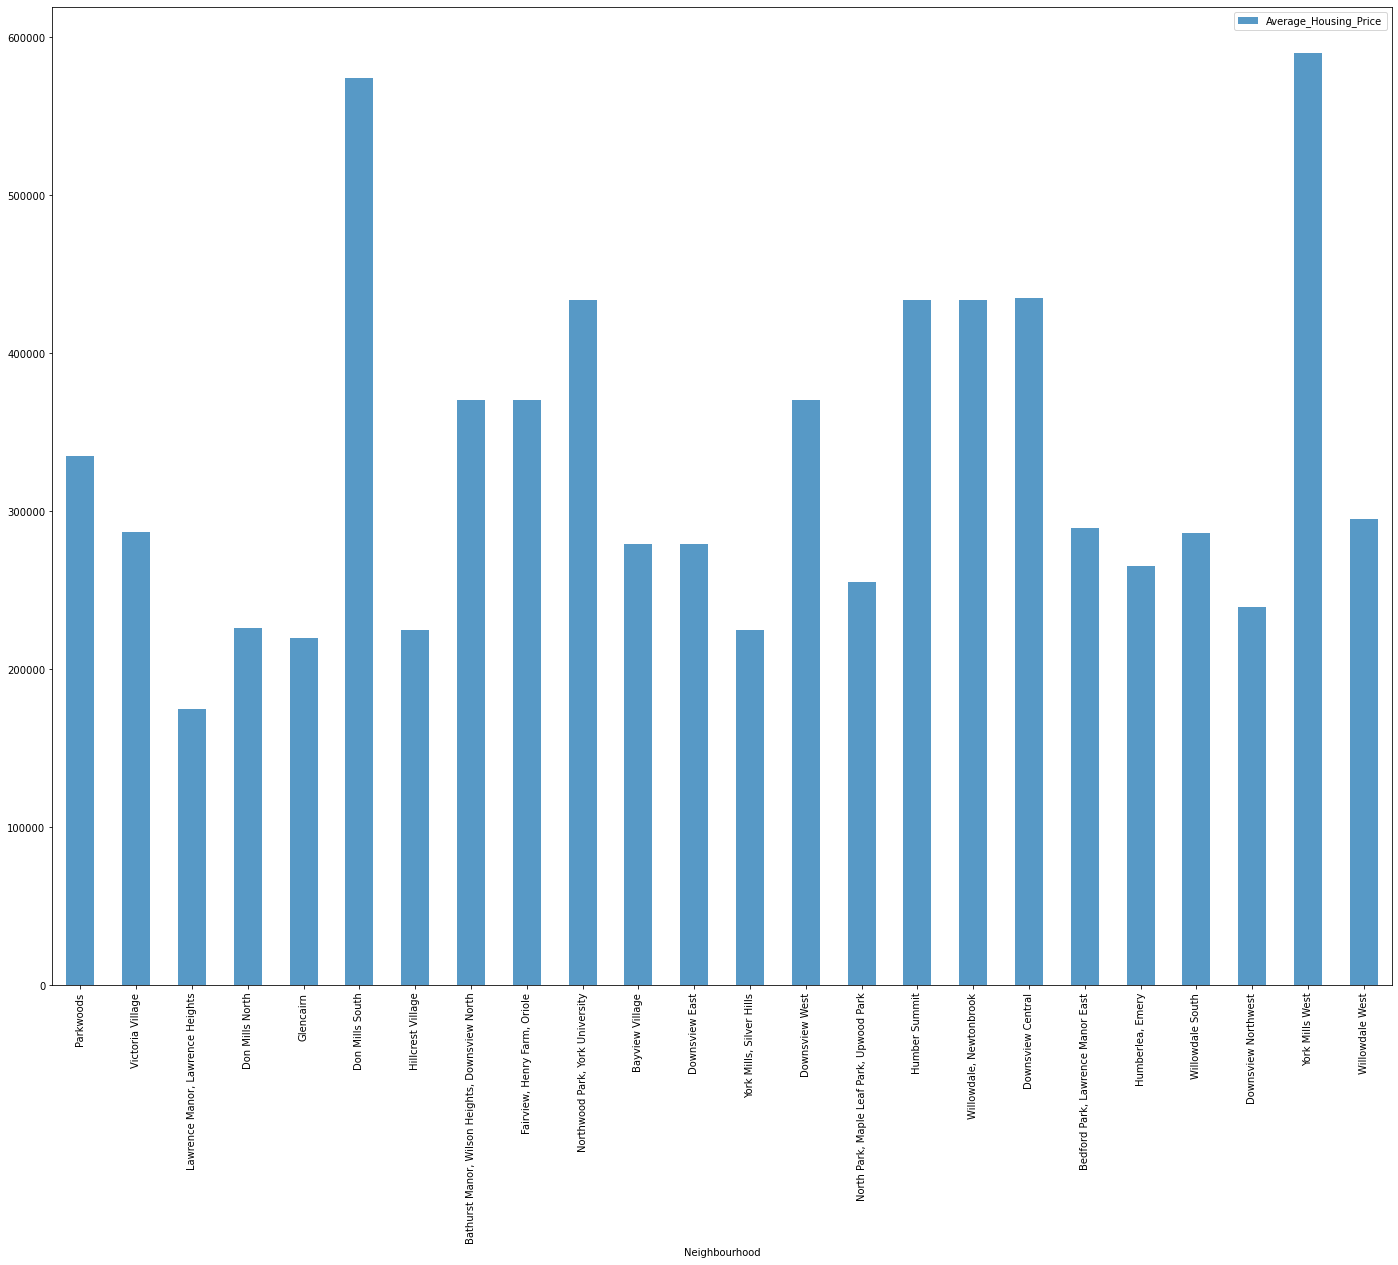 Average_Housing_Price
600000
500000
400000
300000
200000
100000
0
Parkwoods
Victoria Village
Lawrence Manor, Lawrence Heights
Don Mills North
Glencairn
Don Mills South
Hillcrest Village
Bathurst Manor, Wilson Heights, Downsview North
Fairview, Henry Farm, Oriole
Northwood Park, York University
Bayview Village
Downsview East
York Mills, Silver Hills
Downsview West
North Park, Maple Leaf Park, Upwood Park
Humber Summit
Willowdale, Newtonbrook
Downsview Central
Bedford Park, Lawrence Manor East
Humberlea, Emery
Willowdale South
Downsview Northwest
York Mills West
Willowdale West
Neighbourhood